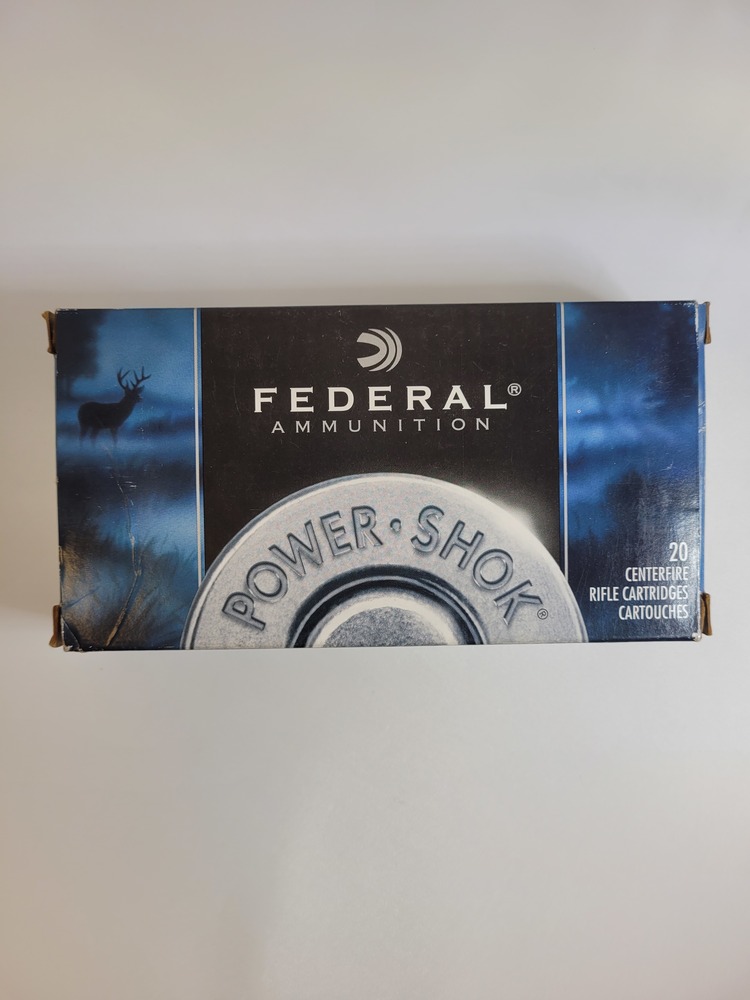 FEDERAL®
AMMUNITION
POWER•SHOK®
20
CENTERFIRE
RIFLE CARTRIDGES
CARTOUCHES